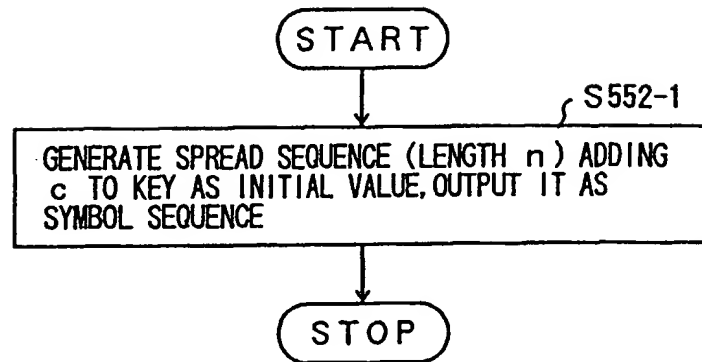 START
S552-1
GENERATE SPREAD SEQUENCE (LENGTH n) ADDING
c TO KEY AS INITIAL VALUE, OUTPUT IT AS
SYMBOL SEQUENCE
STOP